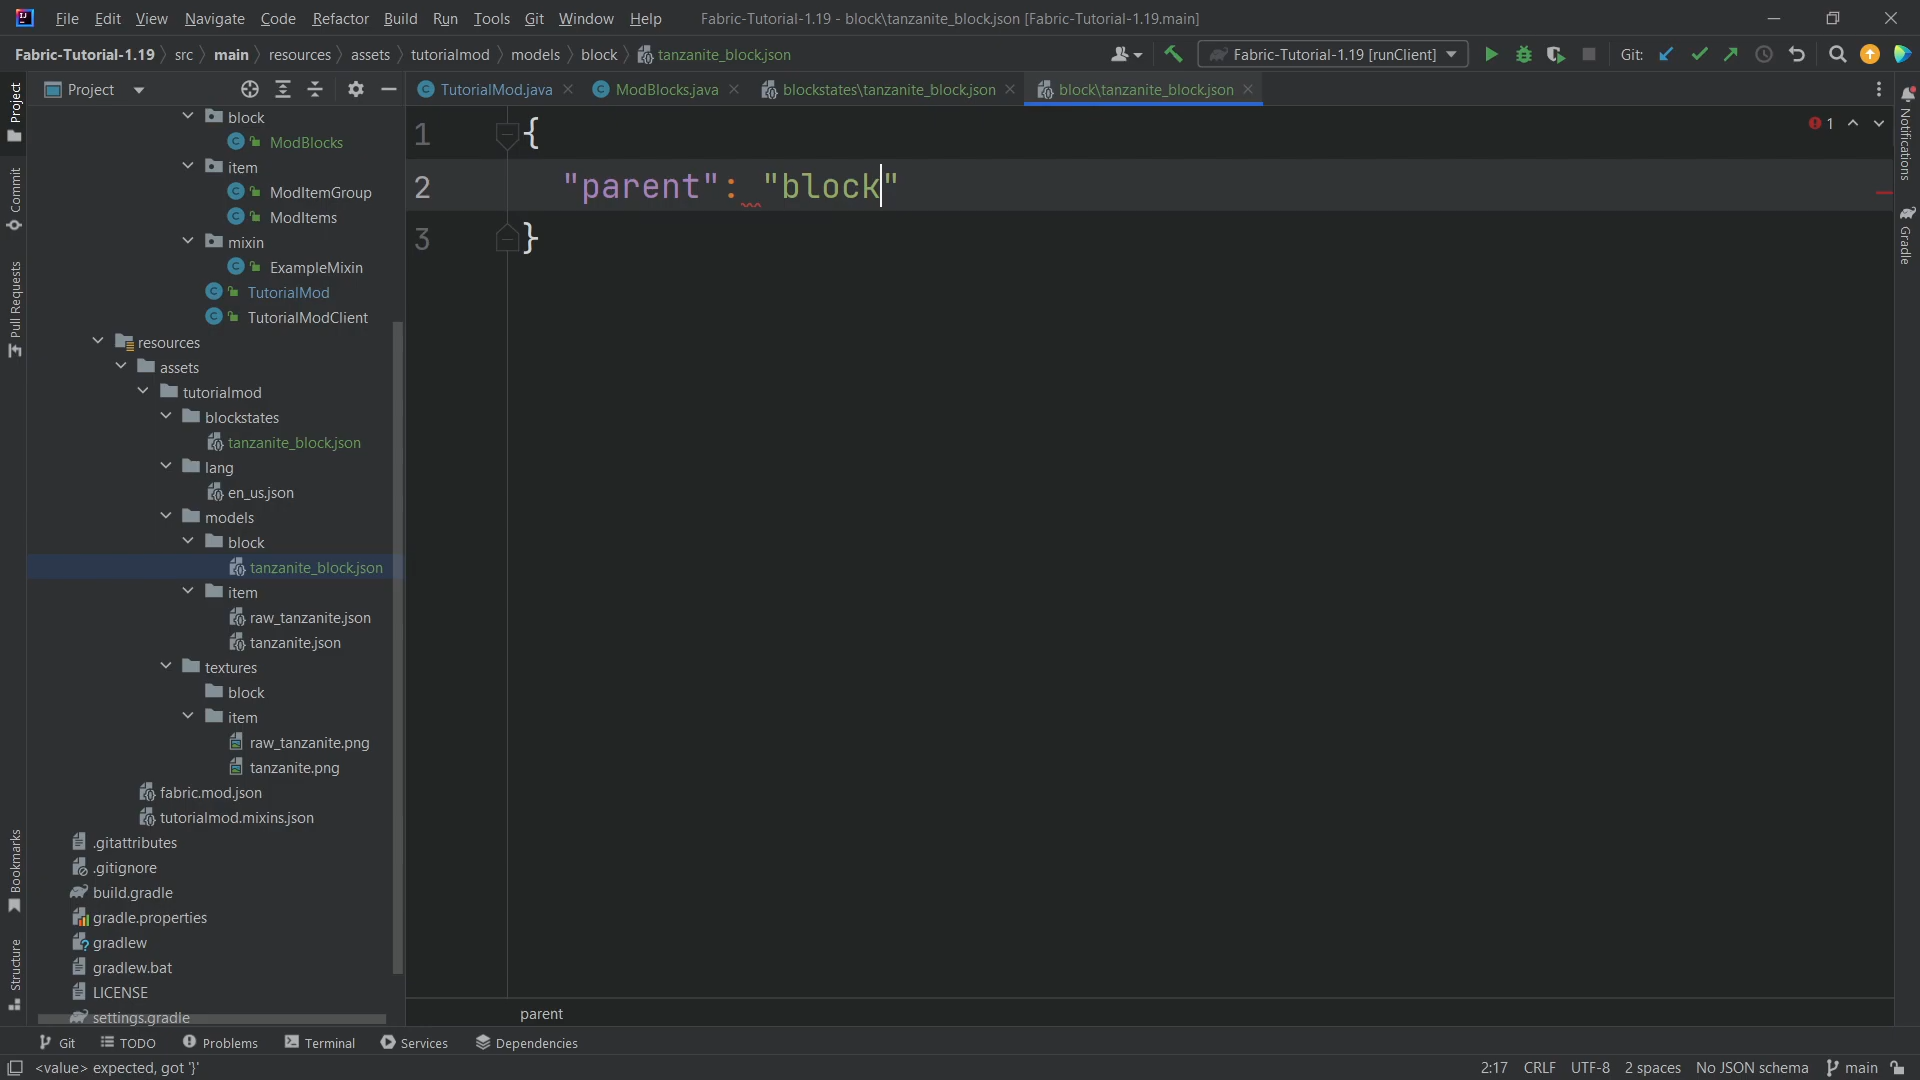 File Edit View Navigate Code Refactor Build Run Tools Git Window Help Fabric-Tutorial-1.19 - block\tanzanite_block.json [Fabric-Tutorial-1.19.main]
Fabric-Tutorial-1.19 src main resources assets tutorialmod models block tanzanite_block.json Fabric-Tutorial-1.19 [runClient] Git:
Project
TutorialMod.java ModBlocks.java blockstates\tanzanite_block.json block\tanzanite_block.json
block
ModBlocks
item
ModItemGroup
ModItems
mixin
ExampleMixin
TutorialMod
TutorialModClient
resources
assets
tutorialmod
blockstates
tanzanite_block.json
lang
en_us.json
models
block
tanzanite_block.json
item
raw_tanzanite.json
tanzanite.json
textures
block
item
raw_tanzanite.png
tanzanite.png
fabric.mod.json
tutorialmod.mixins.json
.gitattributes
.gitignore
build.gradle
gradle.properties
gradlew
gradlew.bat
LICENSE
settings.gradle
1 {
2 "parent": "block"
3 }
1
parent
Project
Commit
Pull Requests
Bookmarks
Structure
Notifications
Gradle
Git TODO Problems Terminal Services Dependencies
<value> expected, got '}' 2:17 CRLF UTF-8 2 spaces No JSON schema main